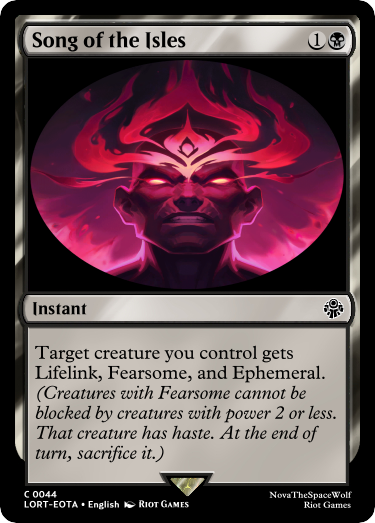 Song of the Isles 1
Instant
Target creature you control gets
Lifelink, Fearsome, and Ephemeral.
(Creatures with Fearsome cannot be
blocked by creatures with power 2 or less.
That creature has haste. At the end of
turn, sacrifice it.)
C 0044
LORT-EOTA • English Riot Games
NovaTheSpaceWolf
Riot Games